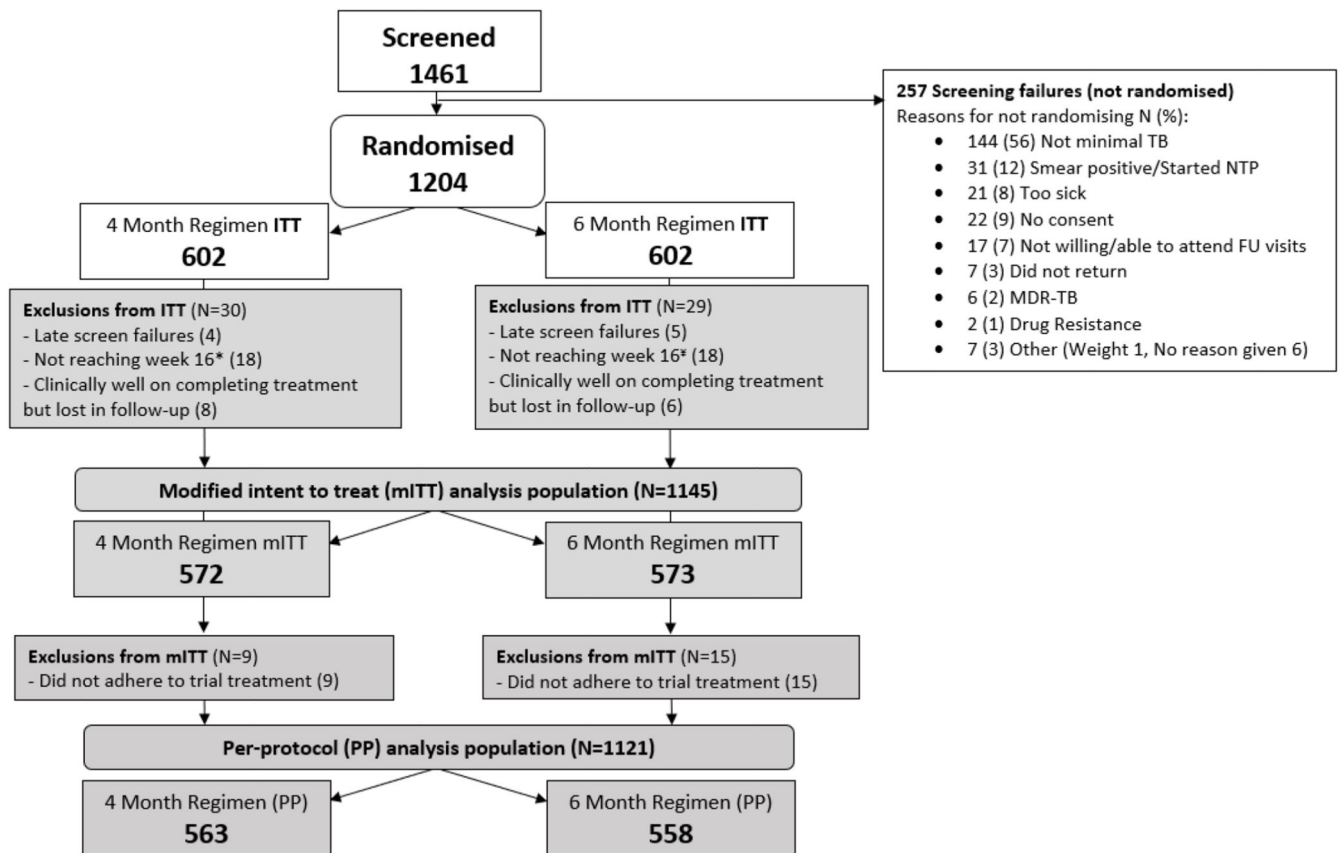 Screened
1461
257 Screening failures (not randomised)
Reasons for not randomising N (%):
• 144 (56) Not minimal TB
• 31 (12) Smear positive/Started NTP
• 21 (8) Too sick
• 22 (9) No consent
• 17 (7) Not willing/able to attend FU visits
• 7 (3) Did not return
• 6 (2) MDR-TB
• 2 (1) Drug Resistance
• 7 (3) Other (Weight 1, No reason given 6)
Randomised
1204
4 Month Regimen ITT
602
6 Month Regimen ITT
602
Exclusions from ITT (N=30)
- Late screen failures (4)
- Not reaching week 16* (18)
- Clinically well on completing treatment
but lost in follow-up (8)
Exclusions from ITT (N=29)
- Late screen failures (5)
- Not reaching week 16¥ (18)
- Clinically well on completing treatment
but lost in follow-up (6)
Modified intent to treat (mITT) analysis population (N=1145)
4 Month Regimen mITT
572
6 Month Regimen mITT
573
Exclusions from mITT (N=9)
- Did not adhere to trial treatment (9)
Exclusions from mITT (N=15)
- Did not adhere to trial treatment (15)
Per-protocol (PP) analysis population (N=1121)
4 Month Regimen (PP)
563
6 Month Regimen (PP)
558